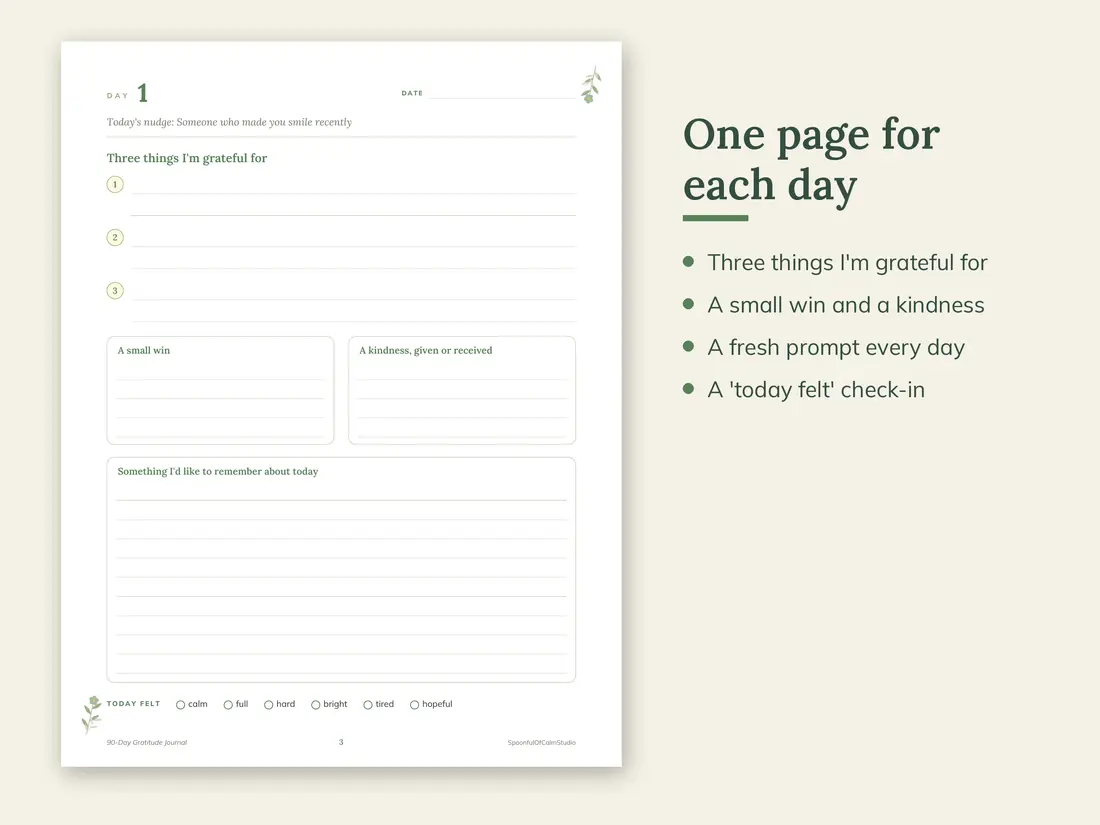 DAY 1
DATE
Today's nudge: Someone who made you smile recently
Three things I'm grateful for
1
2
3
A small win
A kindness, given or received
Something I'd like to remember about today
TODAY FELT calm full hard bright tired hopeful
90-Day Gratitude Journal
3
SpoonfulOfCalmStudio
One page for
each day
Three things I'm grateful for
A small win and a kindness
A fresh prompt every day
A 'today felt' check-in